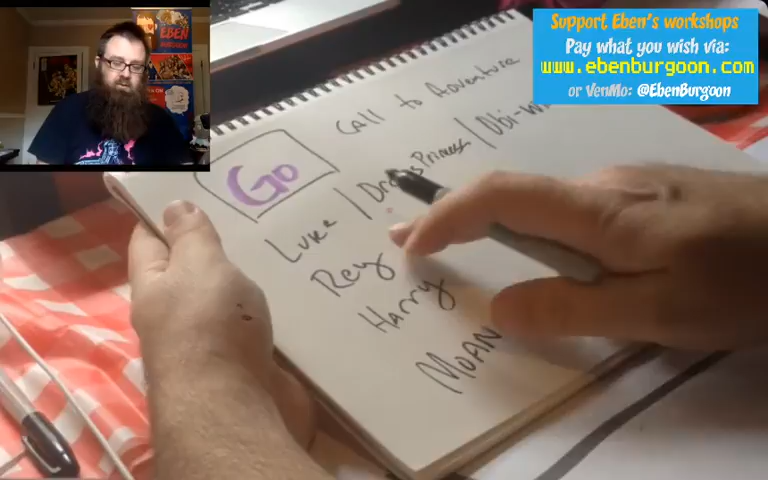 Support Eben's workshops
Pay what you wish via:
www.ebenburgoon.com
or VenMo: @EbenBurgoon
EBEN
Call to Adventure
Go
Luke / Droids Princess / Obi-W
Rey
Harry
MOAN